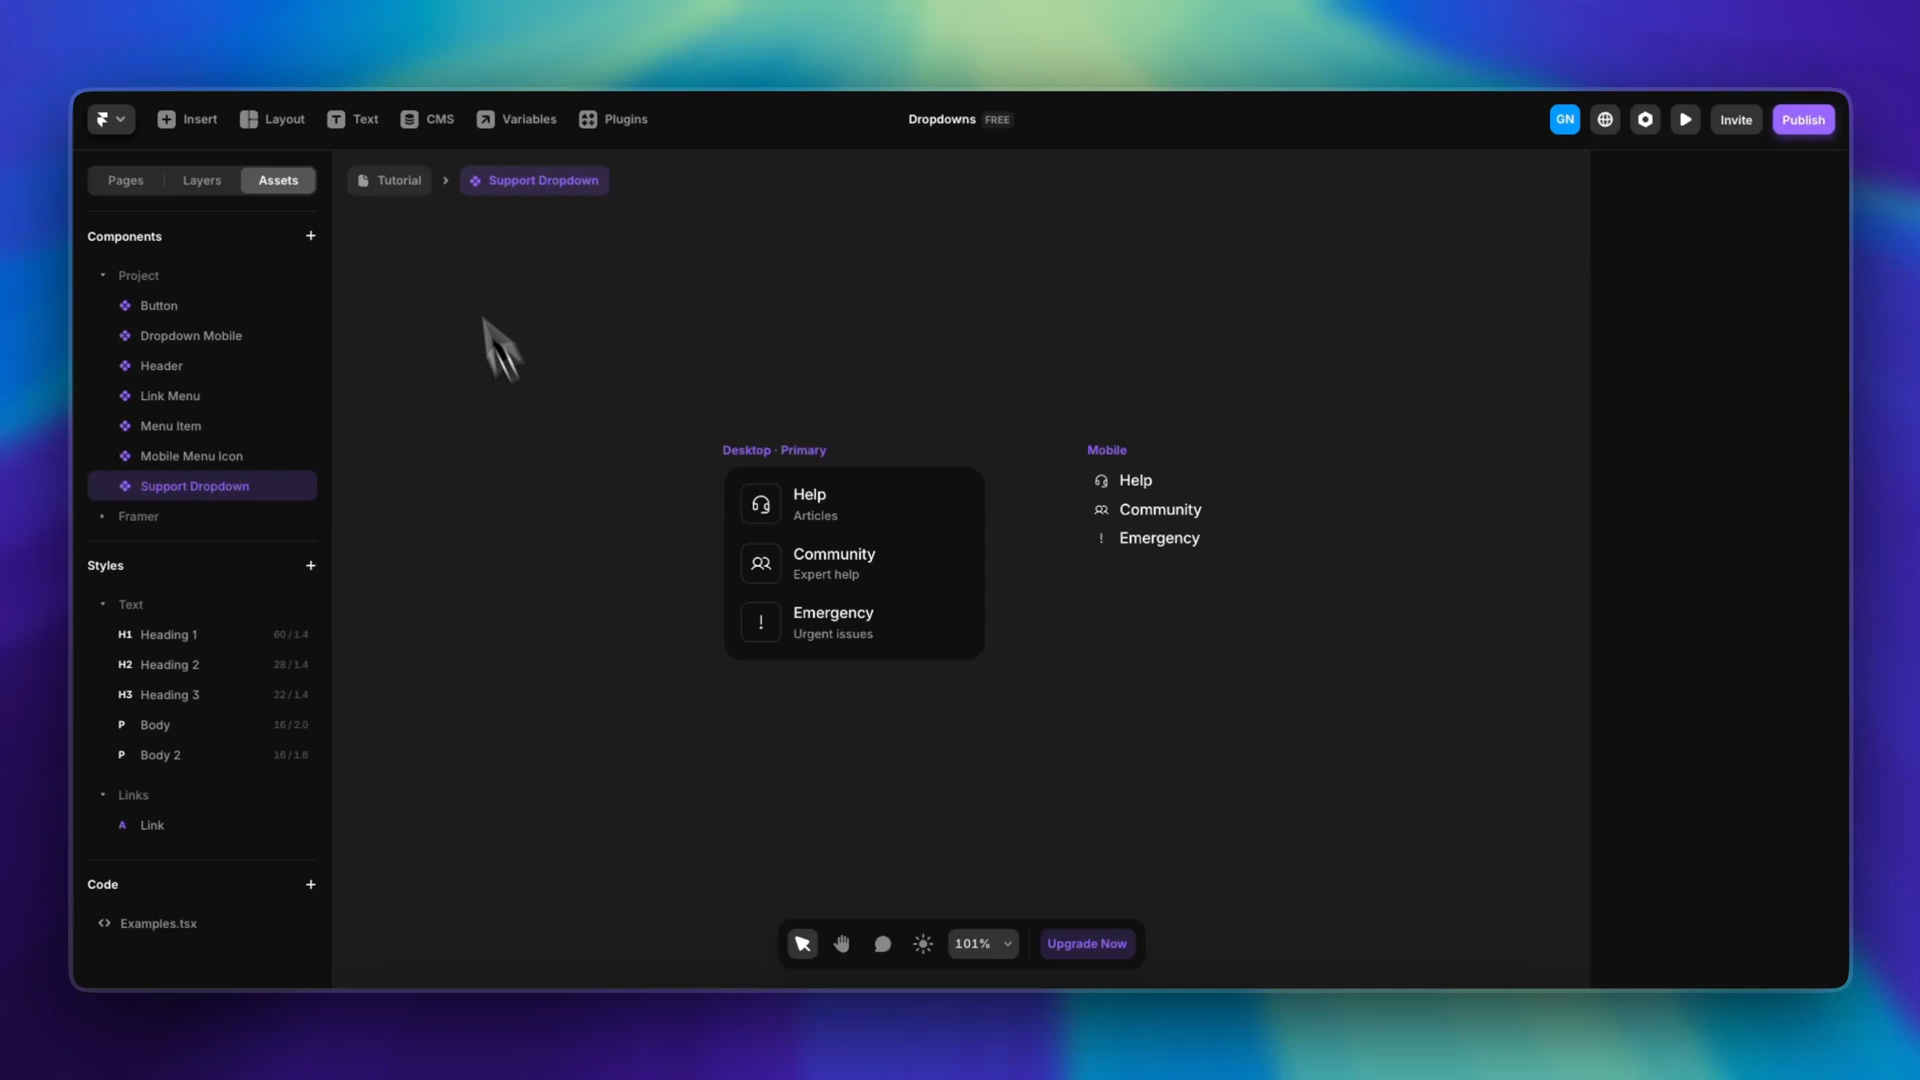 Insert
Layout
Text
CMS
Variables
Plugins
Dropdowns FREE
GN
Invite
Publish
Pages
Layers
Assets
Tutorial
Support Dropdown
Components
Project
Button
Dropdown Mobile
Header
Link Menu
Menu Item
Mobile Menu Icon
Support Dropdown
Framer
Styles
Text
H1 Heading 1 60 / 1.4
H2 Heading 2 28 / 1.4
H3 Heading 3 22 / 1.4
P Body 16 / 2.0
P Body 2 16 / 1.6
Links
A Link
Code
Examples.tsx
Desktop · Primary
Help
Articles
Community
Expert help
!
Emergency
Urgent issues
Mobile
Help
Community
! Emergency
101%
Upgrade Now